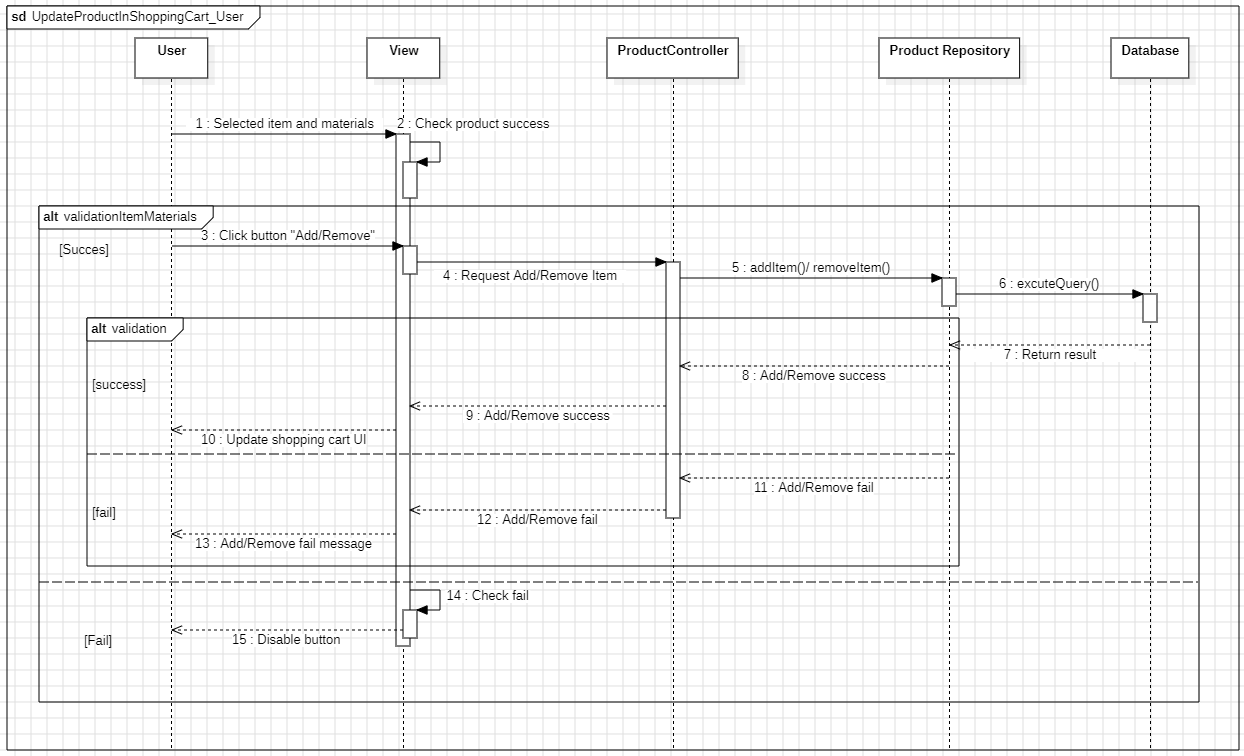 sd UpdateProductInShoppingCart_User
User
View
ProductController
Product Repository
Database
1 : Selected item and materials
2 : Check product success
alt validationItemMaterials
[Succes]
3 : Click button "Add/Remove"
4 : Request Add/Remove Item
5 : addItem()/ removeItem()
6 : excuteQuery()
alt validation
7 : Return result
[success]
8 : Add/Remove success
9 : Add/Remove success
10 : Update shopping cart UI
11 : Add/Remove fail
[fail]
12 : Add/Remove fail
13 : Add/Remove fail message
14 : Check fail
[Fail]
15 : Disable button